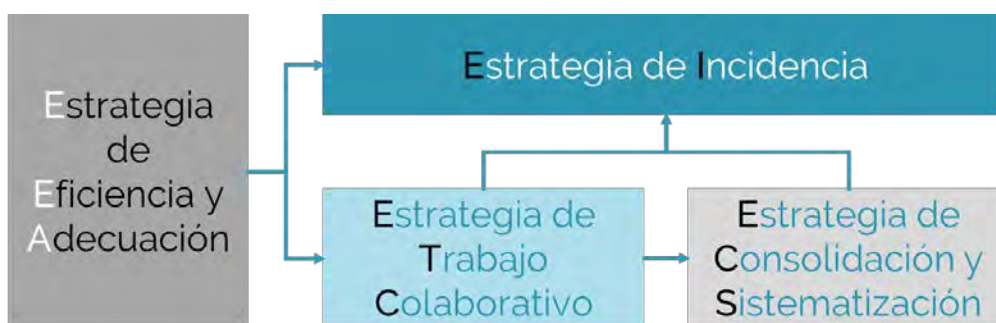 Estrategia
de
Eficiencia y
Adecuación
Estrategia de Incidencia
Estrategia de
Trabajo
Colaborativo
Estrategia de
Consolidación y
Sistematización